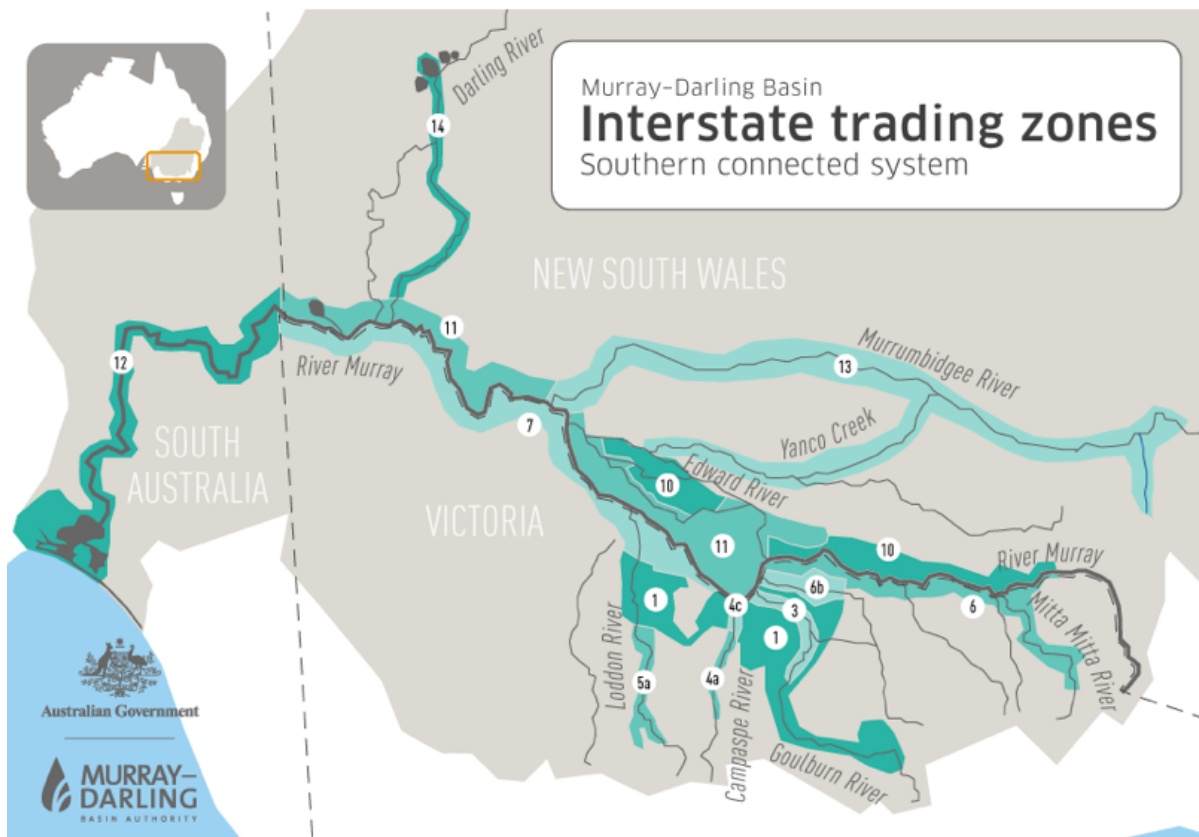 Murray–Darling Basin
Interstate trading zones
Southern connected system
Darling River
14
NEW SOUTH WALES
11
12
River Murray
7
13
Murrumbidgee River
Yanco Creek
SOUTH
AUSTRALIA
VICTORIA
10
Edward River
11
10
River Murray
1
4c
6b
3
1
6
Mitta Mitta River
Loddon River
5a
4a
Campaspe River
Goulburn River
Australian Government
MURRAY–
DARLING
BASIN AUTHORITY